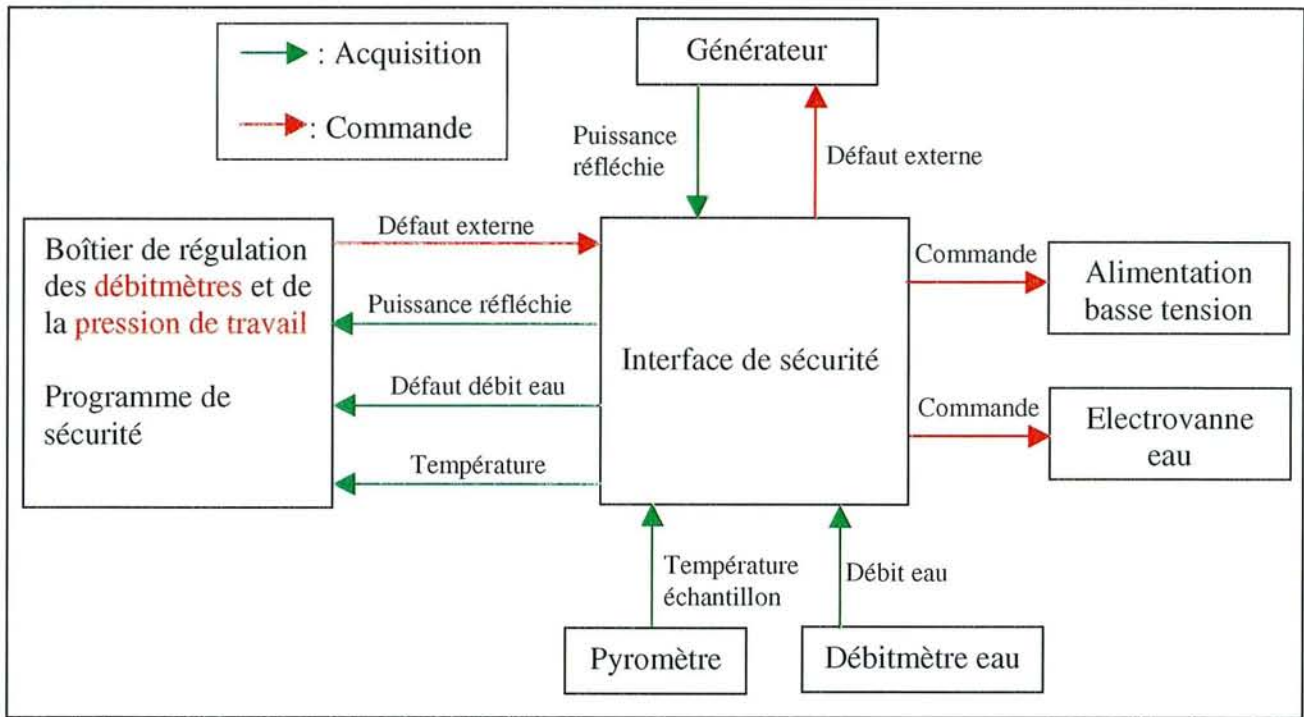 : Acquisition
: Commande
Générateur
Puissance
réfléchie
Défaut externe
Boîtier de régulation
des débitmètres et de
la pression de travail
Programme de
sécurité
Défaut externe
Puissance réfléchie
Défaut débit eau
Température
Interface de sécurité
Commande
Alimentation
basse tension
Commande
Electrovanne
eau
Température
échantillon
Débit eau
Pyromètre
Débitmètre eau